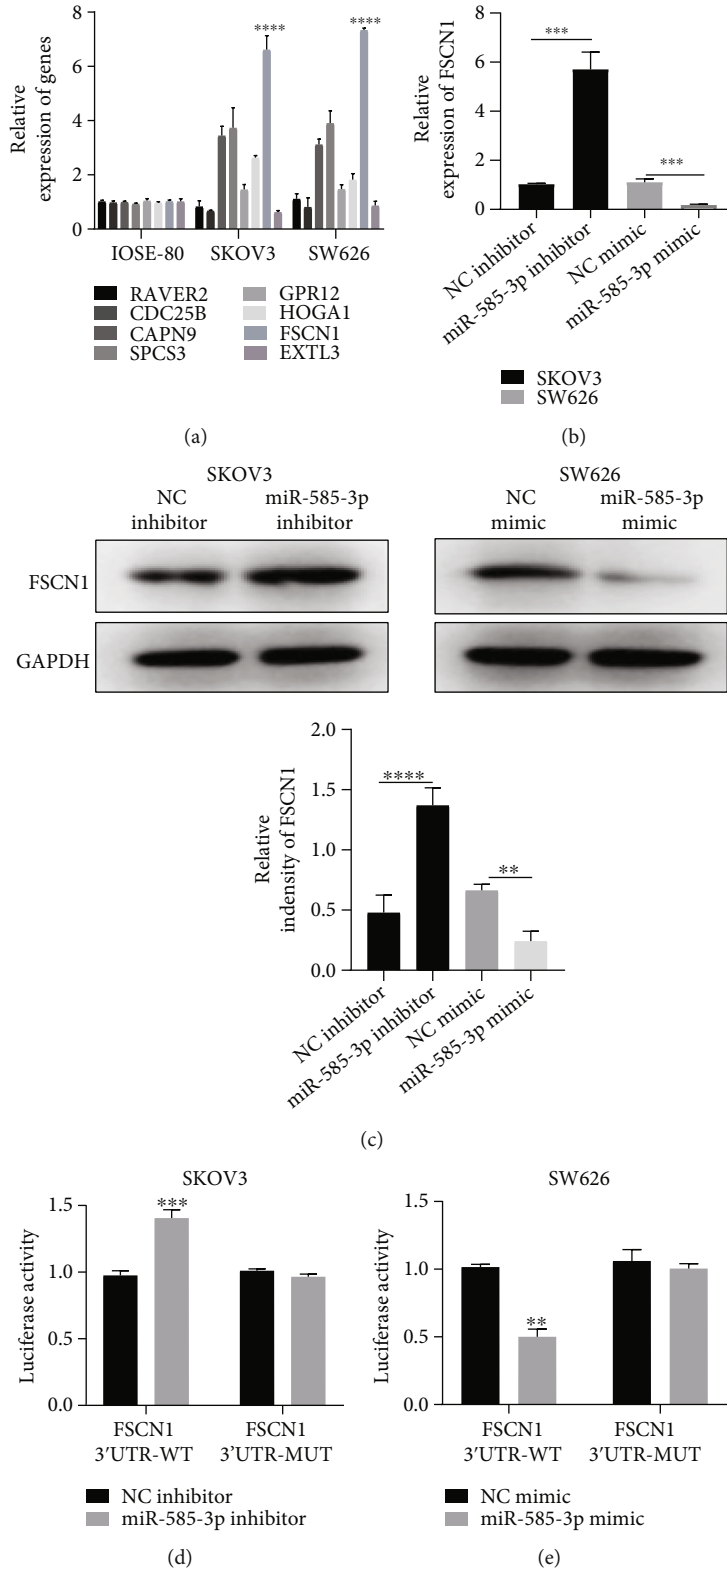 8
6
4
2
0
Relative
expression of genes
****
****
IOSE-80 SKOV3 SW626
RAVER2
CDC25B
CAPN9
SPCS3
GPR12
HOGA1
FSCN1
EXTL3
(a)
8
6
4
2
0
Relative
expression of FSCN1
***
***
NC inhibitor
miR-585-3p inhibitor
NC mimic
miR-585-3p mimic
SKOV3
SW626
(b)
SKOV3
NC
inhibitor
miR-585-3p
inhibitor
SW626
NC
mimic
miR-585-3p
mimic
FSCN1
GAPDH
2.0
1.5
1.0
0.5
0.0
Relative
indensity of FSCN1
****
**
NC inhibitor
miR-585-3p inhibitor
NC mimic
miR-585-3p mimic
(c)
SKOV3
1.5
1.0
0.5
0.0
Luciferase activity
***
FSCN1
3'UTR-WT
FSCN1
3'UTR-MUT
NC inhibitor
miR-585-3p inhibitor
(d)
SW626
1.5
1.0
0.5
0.0
Luciferase activity
**
FSCN1
3'UTR-WT
FSCN1
3'UTR-MUT
NC mimic
miR-585-3p mimic
(e)